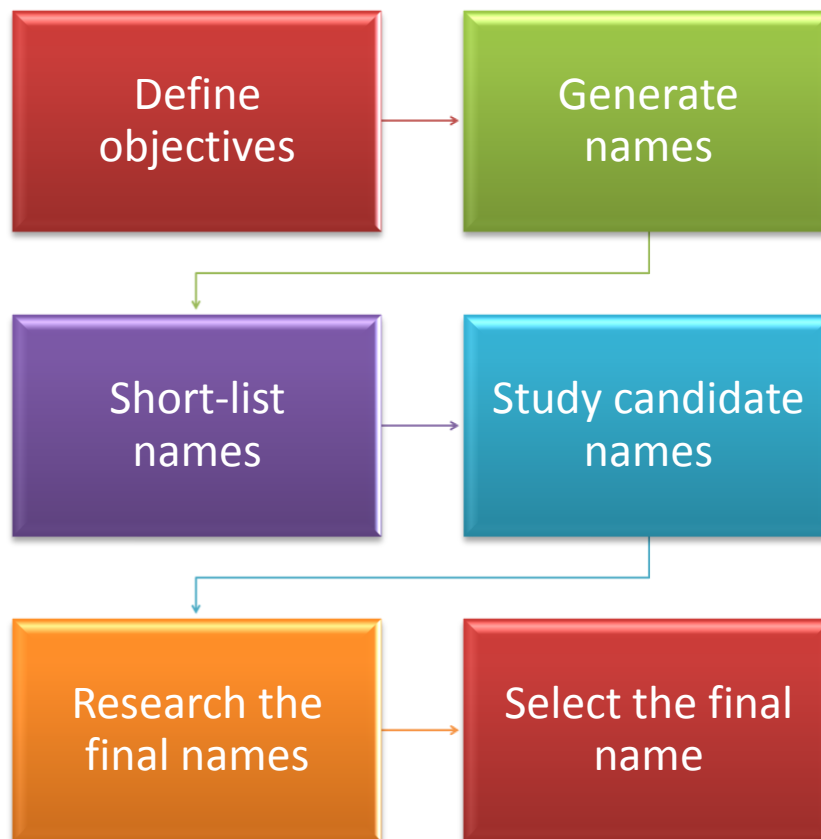 Define
objectives
Generate
names
Short-list
names
Study candidate
names
Research the
final names
Select the final
name